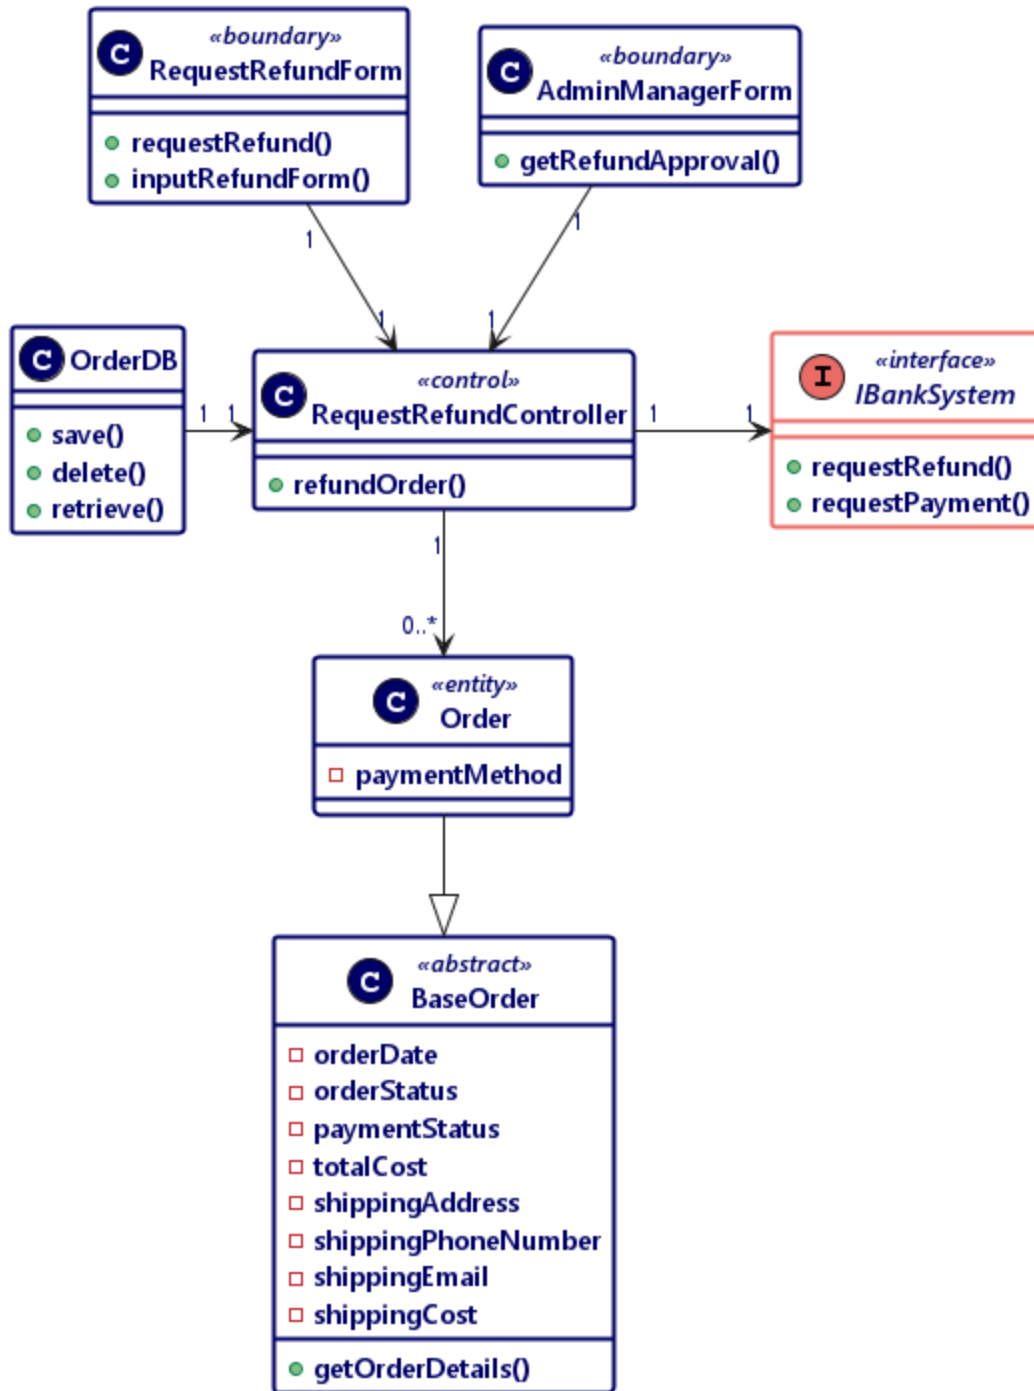 «boundary»
C RequestRefundForm
requestRefund()
inputRefundForm()
«boundary»
C AdminManagerForm
getRefundApproval()
1
1
1
1
C OrderDB
save()
delete()
retrieve()
1 1
«control»
C RequestRefundController
refundOrder()
1 1
«interface»
I IBankSystem
requestRefund()
requestPayment()
1
0..*
«entity»
C Order
paymentMethod
«abstract»
C BaseOrder
orderDate
orderStatus
paymentStatus
totalCost
shippingAddress
shippingPhoneNumber
shippingEmail
shippingCost
getOrderDetails()